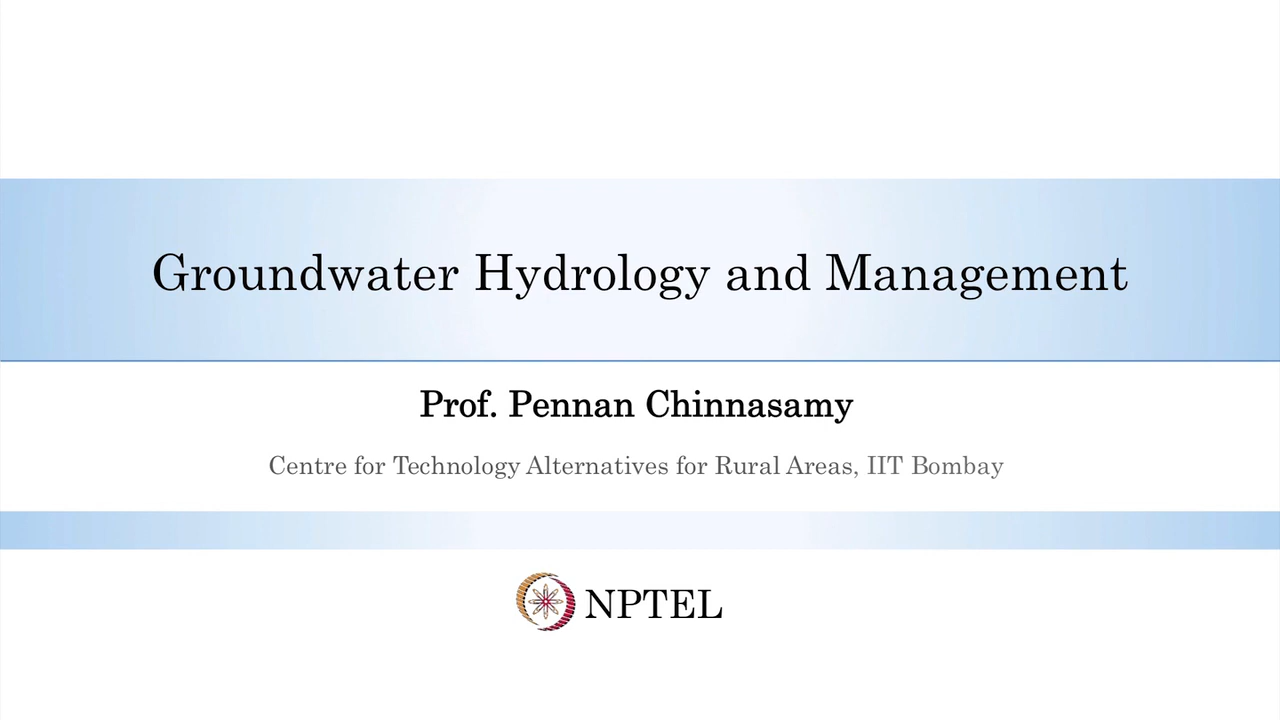 Groundwater Hydrology and Management
Prof. Pennan Chinnasamy
Centre for Technology Alternatives for Rural Areas, IIT Bombay
NPTEL